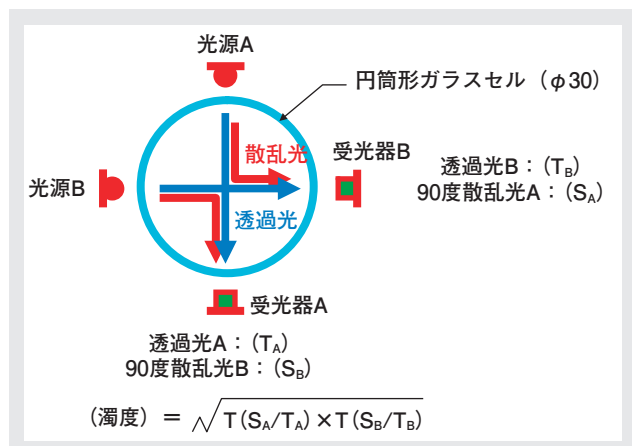 光源A
円筒形ガラスセル（φ30）
散乱光
受光器B
光源B
透過光B：(TB)
90度散乱光A：(SA)
透過光
受光器A
透過光A：(TA)
90度散乱光B：(SB)
（濁度）＝ √T(SA/TA)×T(SB/TB)